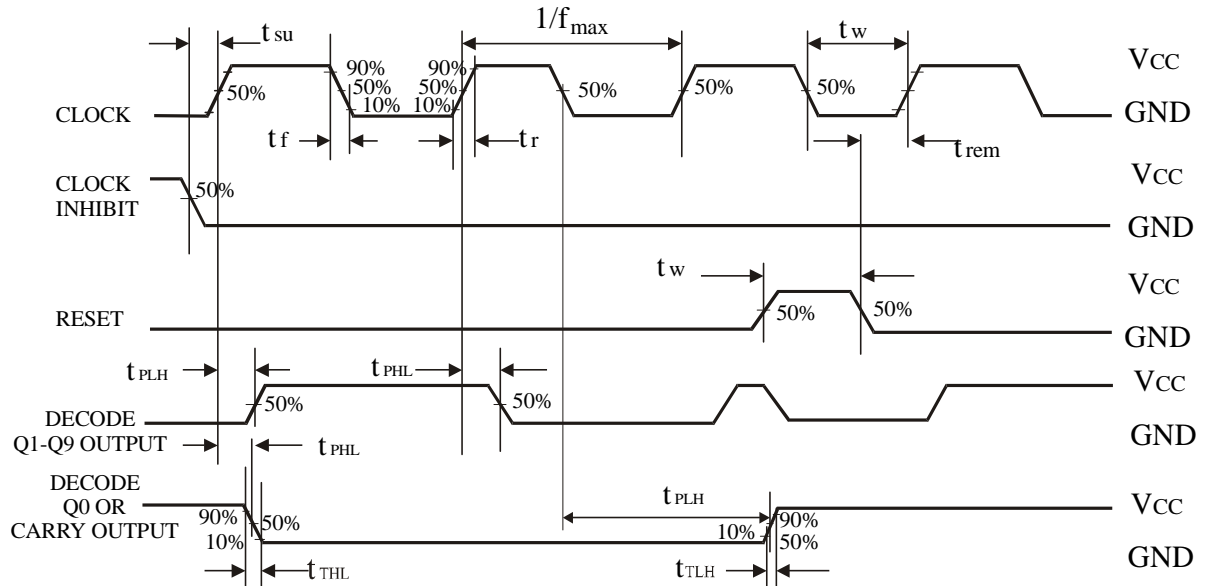 t su
1/f max
t w
90%
90%
VCC
50%
50%
50%
50%
50%
50%
CLOCK
10%
10%
GND
t f
t r
t rem
CLOCK
INHIBIT
50%
VCC
GND
t w
VCC
RESET
50%
50%
GND
t PLH
t PHL
VCC
50%
50%
DECODE
Q1-Q9 OUTPUT
t PHL
GND
DECODE
Q0 OR
CARRY OUTPUT
t PLH
VCC
90%
50%
10%
90%
10%
50%
GND
t THL
t TLH